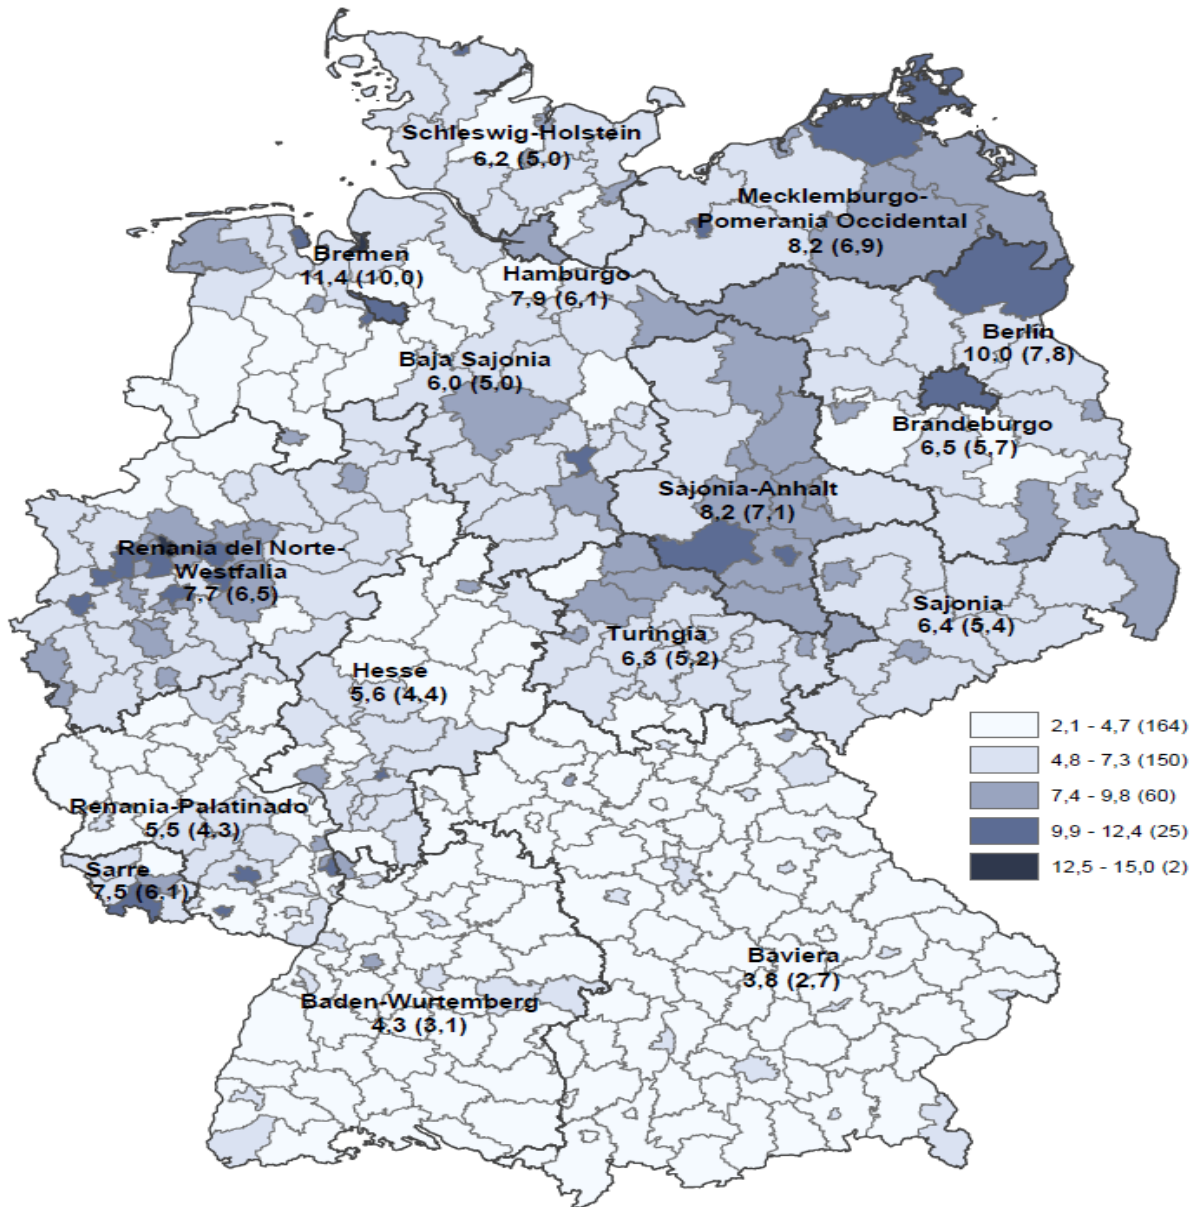 Schleswig-Holstein
6,2 (5,0)
Mecklemburgo-
Pomerania Occidental
8,2 (6,9)
Bremen
11,4 (10,0)
Hamburgo
7,9 (6,1)
Berlín
10,0 (7,8)
Baja Sajonia
6,0 (5,0)
Brandeburgo
6,5 (5,7)
Sajonia-Anhalt
8,2 (7,1)
Renania del Norte-
Westfalia
7,7 (6,5)
Sajonia
6,4 (5,4)
Turingia
6,3 (5,2)
Hesse
5,6 (4,4)
2,1 - 4,7 (164)
4,8 - 7,3 (150)
7,4 - 9,8 (60)
9,9 - 12,4 (25)
12,5 - 15,0 (2)
Renania-Palatinado
5,5 (4,3)
Sarre
7,5 (6,1)
Baviera
3,8 (2,7)
Baden-Wurtemberg
4,3 (3,1)